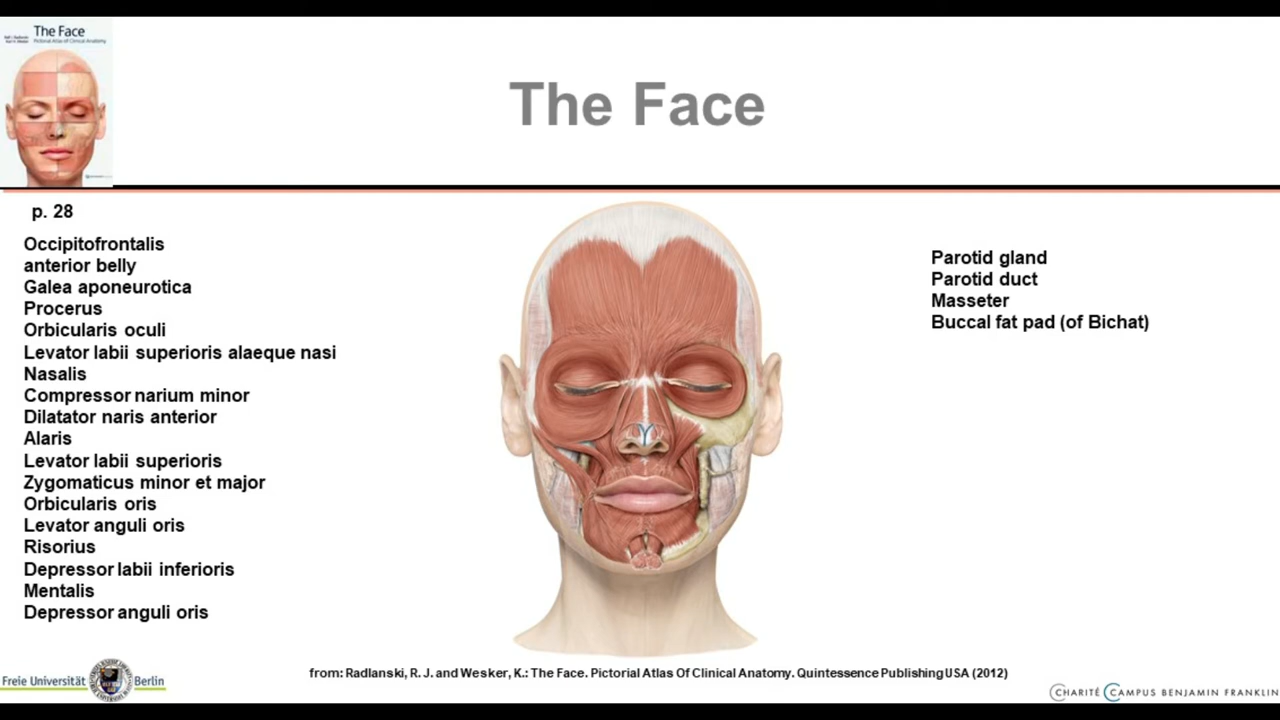 The Face
Pictorial Atlas of Clinical Anatomy
The Face
p. 28
Occipitofrontalis
anterior belly
Galea aponeurotica
Procerus
Orbicularis oculi
Levator labii superioris alaeque nasi
Nasalis
Compressor narium minor
Dilatator naris anterior
Alaris
Levator labii superioris
Zygomaticus minor et major
Orbicularis oris
Levator anguli oris
Risorius
Depressor labii inferioris
Mentalis
Depressor anguli oris
Parotid gland
Parotid duct
Masseter
Buccal fat pad (of Bichat)
from: Radlanski, R. J. and Wesker, K.: The Face. Pictorial Atlas Of Clinical Anatomy. Quintessence Publishing USA (2012)
Freie Universität Berlin
CHARITÉ CAMPUS BENJAMIN FRANKLIN